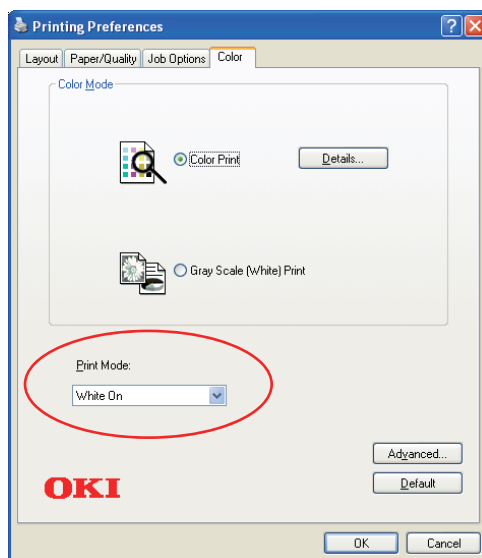 Printing Preferences
Layout Paper/Quality Job Options Color
Color Mode
Color Print Details...
Gray Scale (White) Print
Print Mode:
White On
Advanced...
OKI Default
OK Cancel